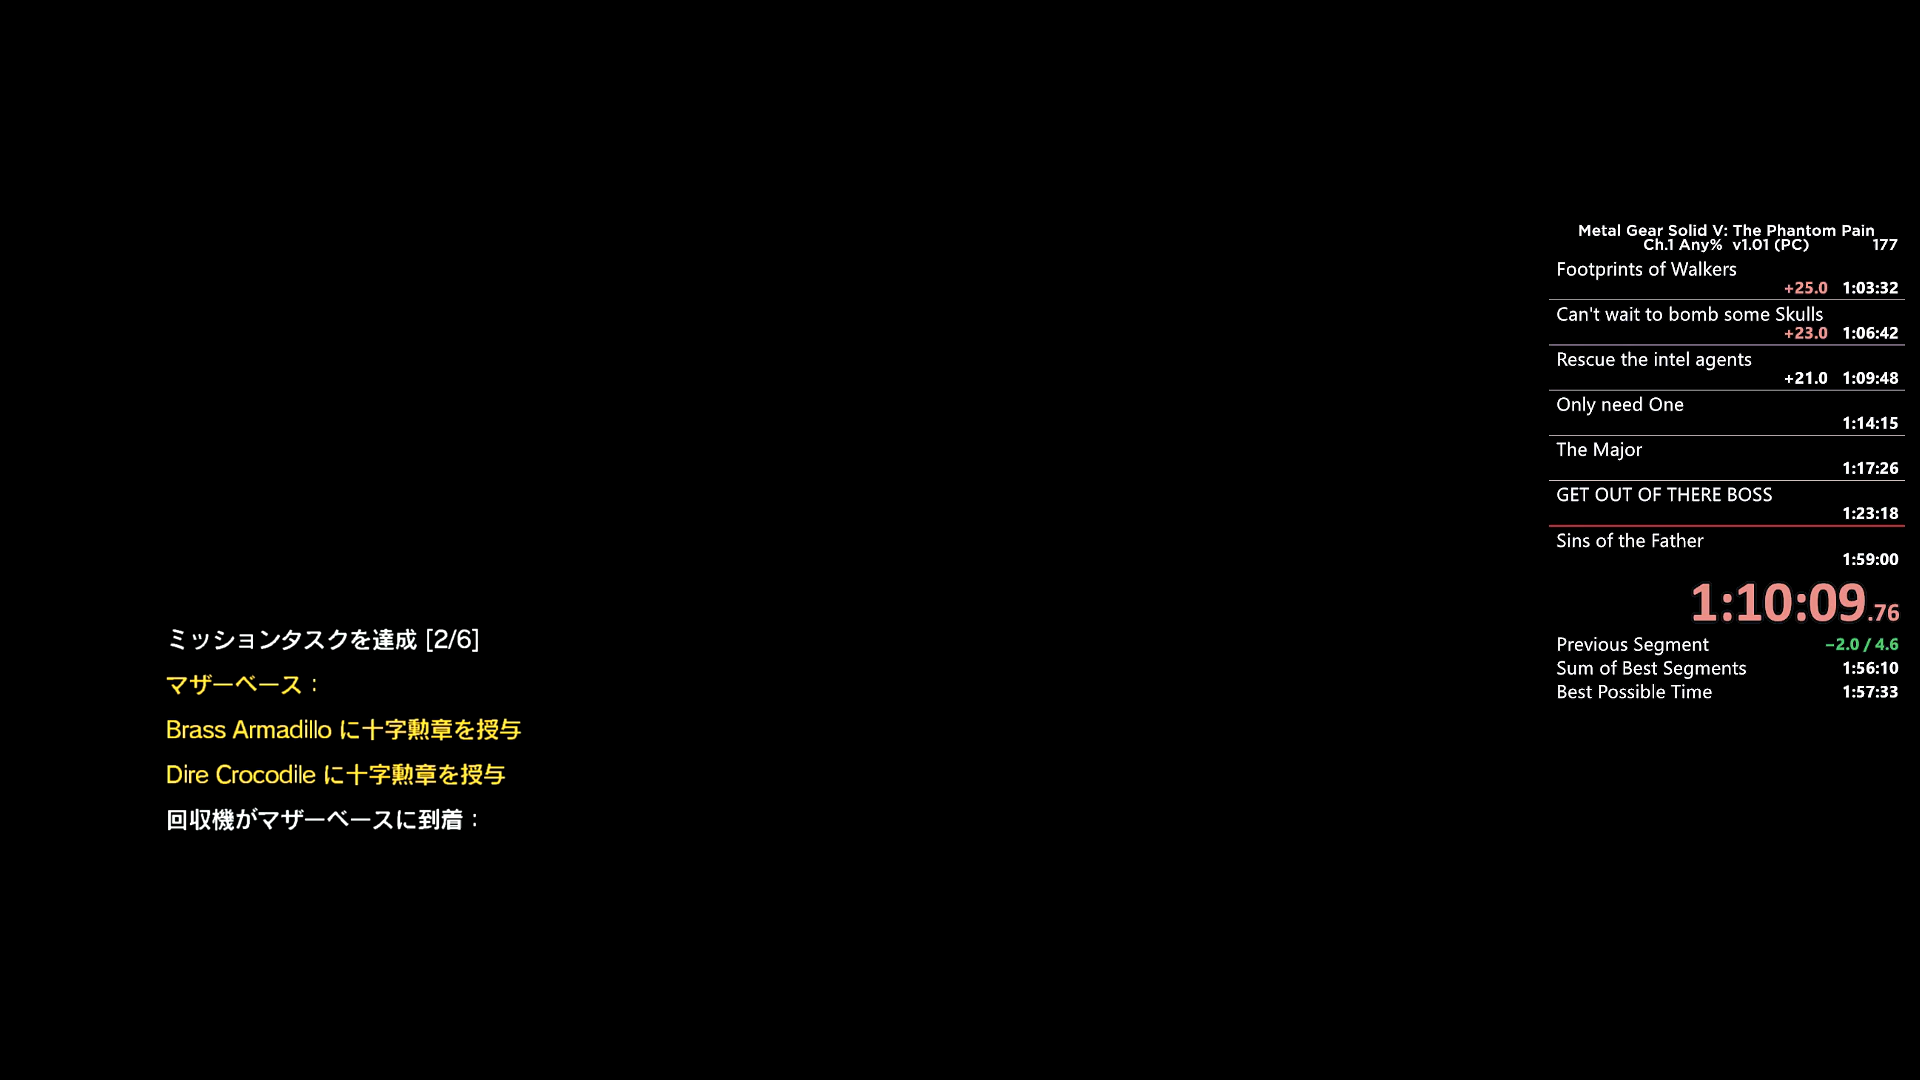 Metal Gear Solid V: The Phantom Pain
Ch.1 Any% v1.01 (PC) 177
Footprints of Walkers
+25.0 1:03:32
Can't wait to bomb some Skulls
+23.0 1:06:42
Rescue the intel agents
+21.0 1:09:48
Only need One
1:14:15
The Major
1:17:26
GET OUT OF THERE BOSS
1:23:18
Sins of the Father
1:59:00
1:10:09.76
Previous Segment −2.0 / 4.6
Sum of Best Segments 1:56:10
Best Possible Time 1:57:33
ミッションタスクを達成 [2/6]
マザーベース：
Brass Armadillo に十字勲章を授与
Dire Crocodile に十字勲章を授与
回収機がマザーベースに到着：